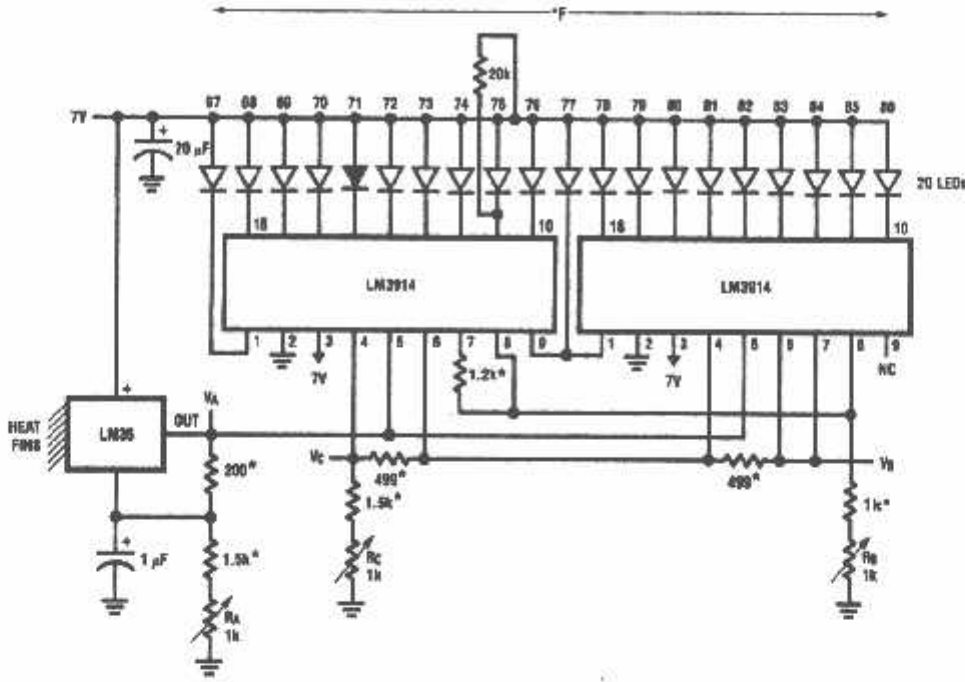 °F
20k
67 68 69 70 71 72 73 74 75 76 77 78 79 80 81 82 83 84 85 86
7V
20 µF
20 LEDs
18 10 18 10
LM3914 LM3914
1 2 3 4 5 6 7 8 9 1 2 3 4 5 6 7 8 9
7V 7V NC
1.2k*
VA
OUT
HEAT
FINS
LM35
200*
VC 499* 499* VB
1.5k* 1k*
1 µF
1.5k*
RC
1k
RB
1k
RA
1k